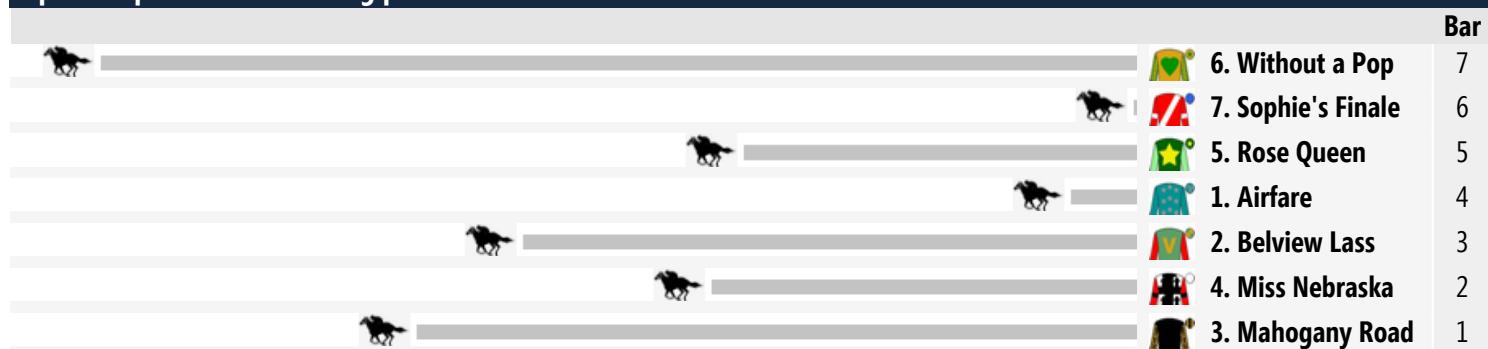 Bar
6. Without a Pop 7
7. Sophie's Finale 6
5. Rose Queen 5
1. Airfare 4
V 2. Belview Lass 3
4. Miss Nebraska 2
3. Mahogany Road 1